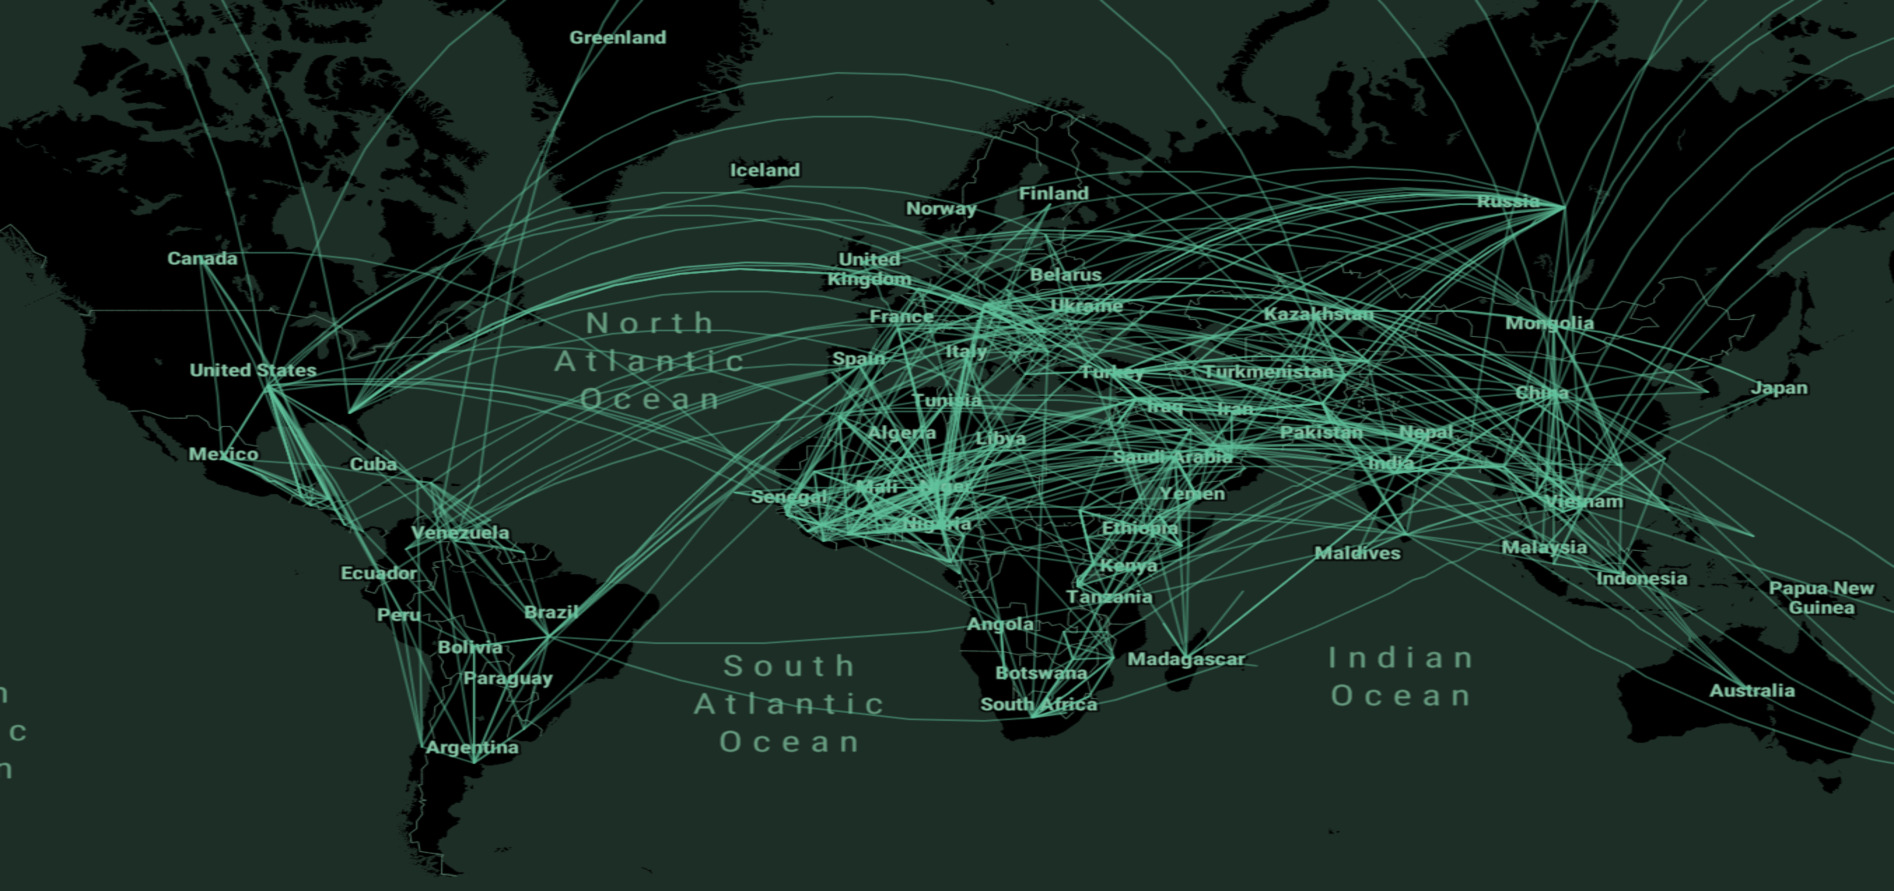 Greenland
Iceland
Finland
Norway
Russia
Canada
United
Kingdom
Belarus
Ukraine
France
Kazakhstan
Mongolia
North
Atlantic
Ocean
Spain
Italy
United States
Turkey
Turkmenistan
China
Japan
Tunisia
Iraq
Iran
Algeria
Libya
Pakistan
Nepal
Mexico
Cuba
Saudi Arabia
India
Senegal
Mali
Niger
Yemen
Vietnam
Venezuela
Nigeria
Ethiopia
Maldives
Malaysia
Ecuador
Kenya
Indonesia
Papua New
Guinea
Peru
Brazil
Tanzania
Angola
Bolivia
Paraguay
South
Atlantic
Ocean
Botswana
Madagascar
Indian
Ocean
South Africa
Australia
Argentina
n
c
n